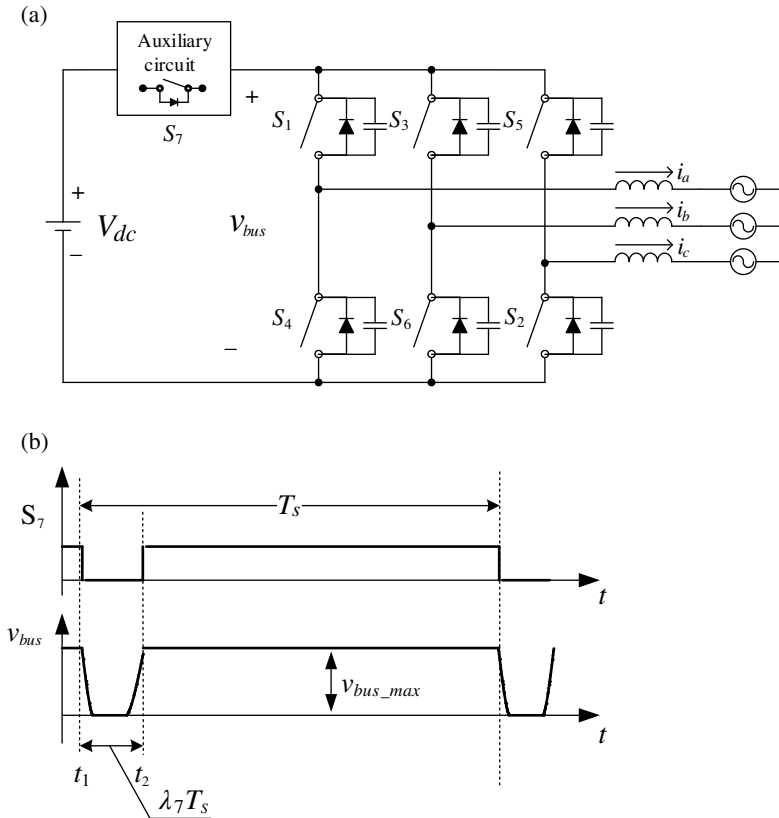 (a)
Auxiliary
circuit
S7
+
S1
S3
S5
ia
ib
ic
+
Vdc
−
vbus
S4
S6
S2
−
(b)
S7
Ts
t
vbus
vbus_max
t
t1
t2
λ7Ts